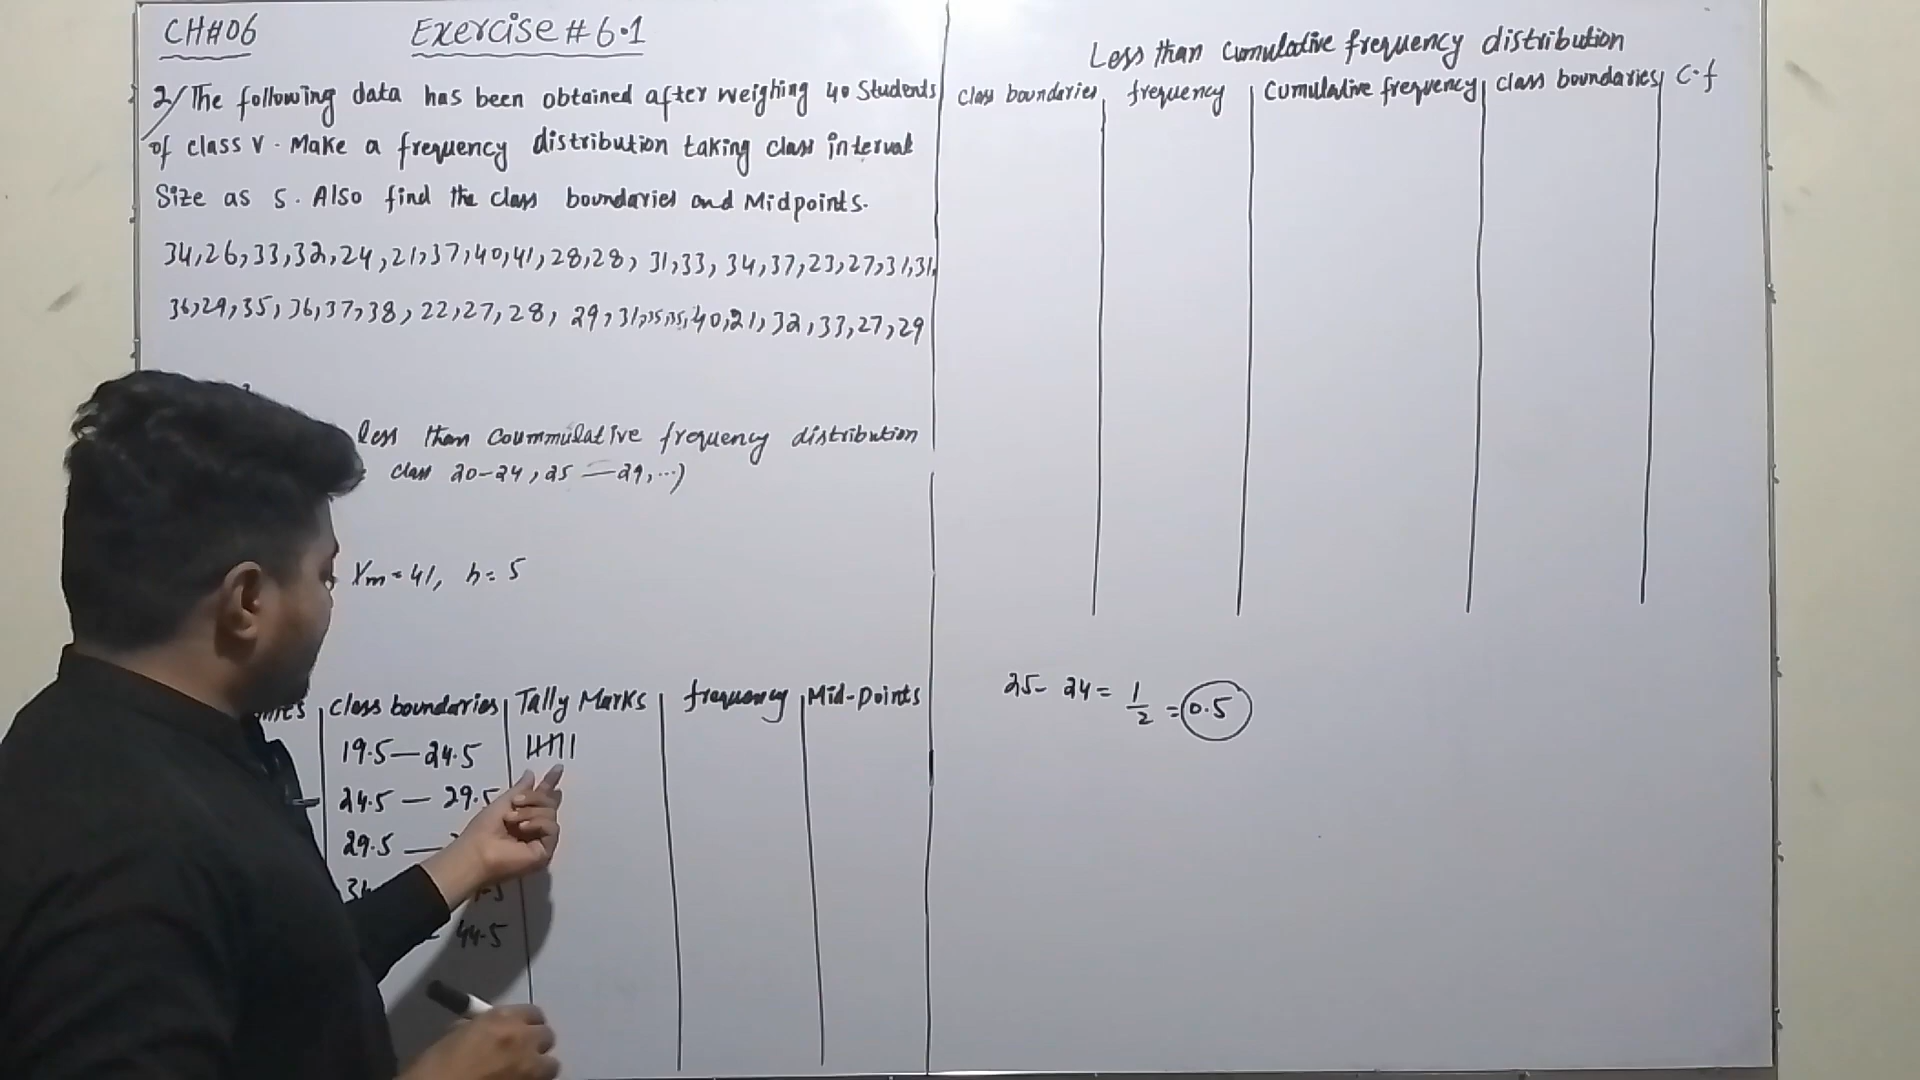 CH#06
Exercise # 6.1
2/ The following data has been obtained after weighing 40 Students
of class V. Make a frequency distribution taking class interval
Size as 5. Also find the class boundaries and Midpoints.
34,26,33,32,24,21,37,40,41,28,28, 31,33, 34,37,23,27,31,31,
36,29,35, 36,37,38, 22,27,28, 29,31,35,35,40,21,32,33,27,29
less than Coummulative frequency distribution
class 20-24, 25 — 29,...)
Xm = 41, h = 5
Class boundaries Tally Marks frequency Mid-Points
19.5—24.5 1HH1
24.5 — 29.5
29.5 —
44.5
Less than Cumulative frequency distribution
Class boundaries frequency Cumulative frequency class boundaries C.f
25- 24 = 1/2 = 0.5